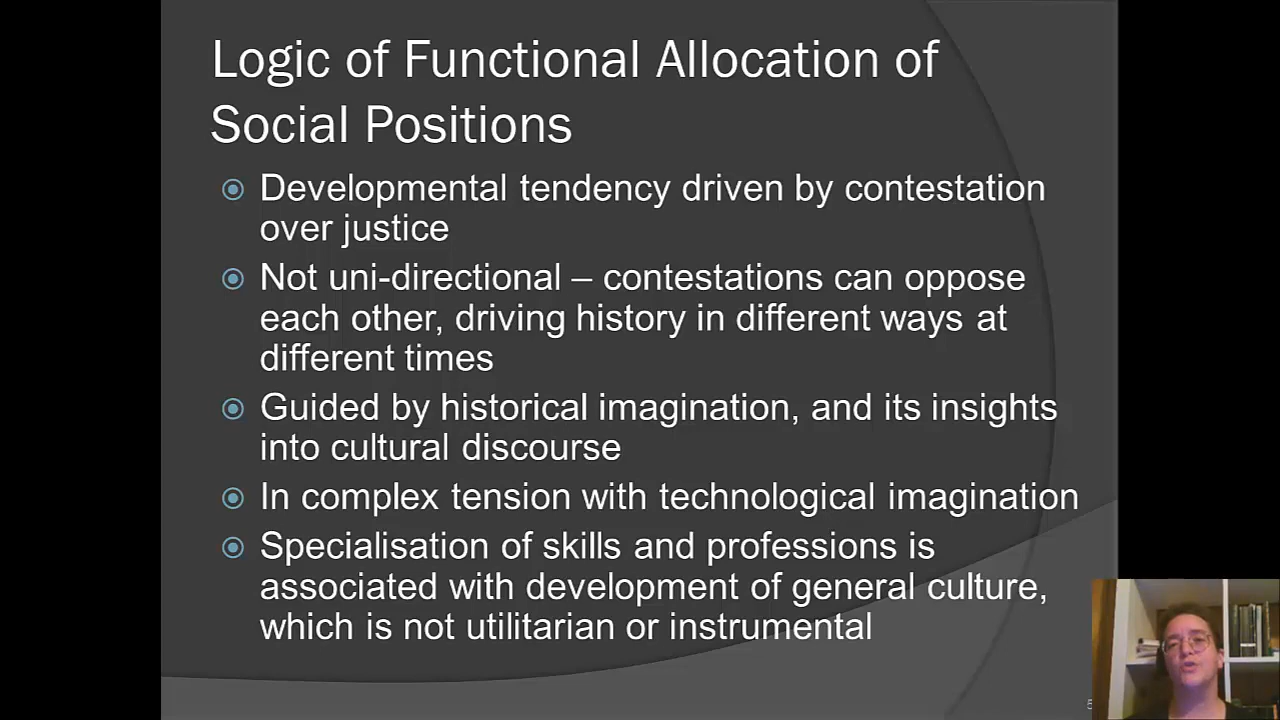 Logic of Functional Allocation of
Social Positions
Developmental tendency driven by contestation
over justice
Not uni-directional – contestations can oppose
each other, driving history in different ways at
different times
Guided by historical imagination, and its insights
into cultural discourse
In complex tension with technological imagination
Specialisation of skills and professions is
associated with development of general culture,
which is not utilitarian or instrumental